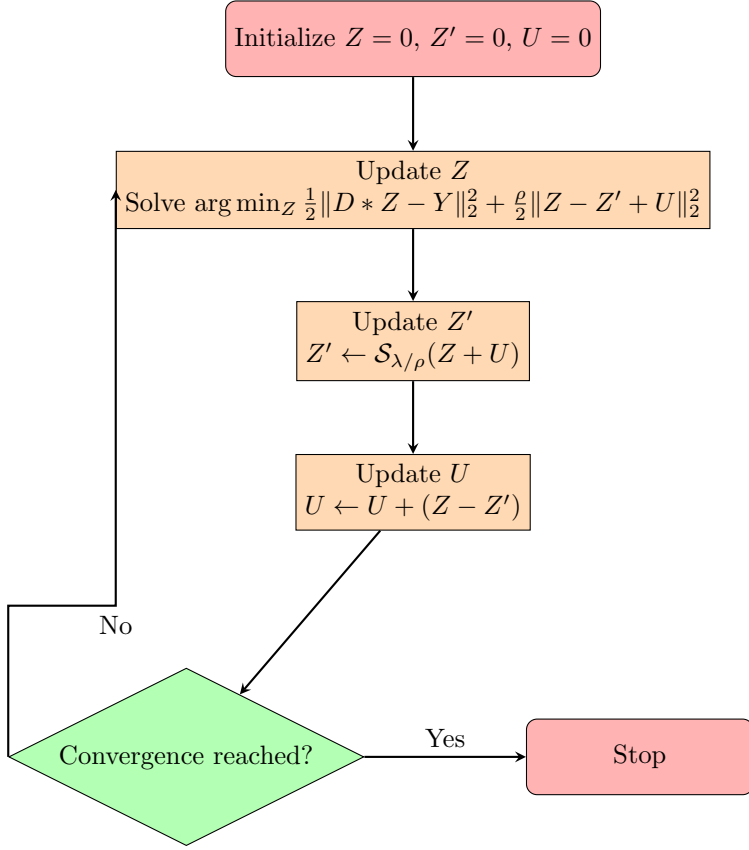 Initialize Z = 0, Z′ = 0, U = 0
Update Z
Solve arg min_Z ½‖D ∗ Z − Y‖₂² + ρ/2‖Z − Z′ + U‖₂²
Update Z′
Z′ ← 𝒮_{λ/ρ}(Z + U)
Update U
U ← U + (Z − Z′)
No
Convergence reached?
Yes
Stop